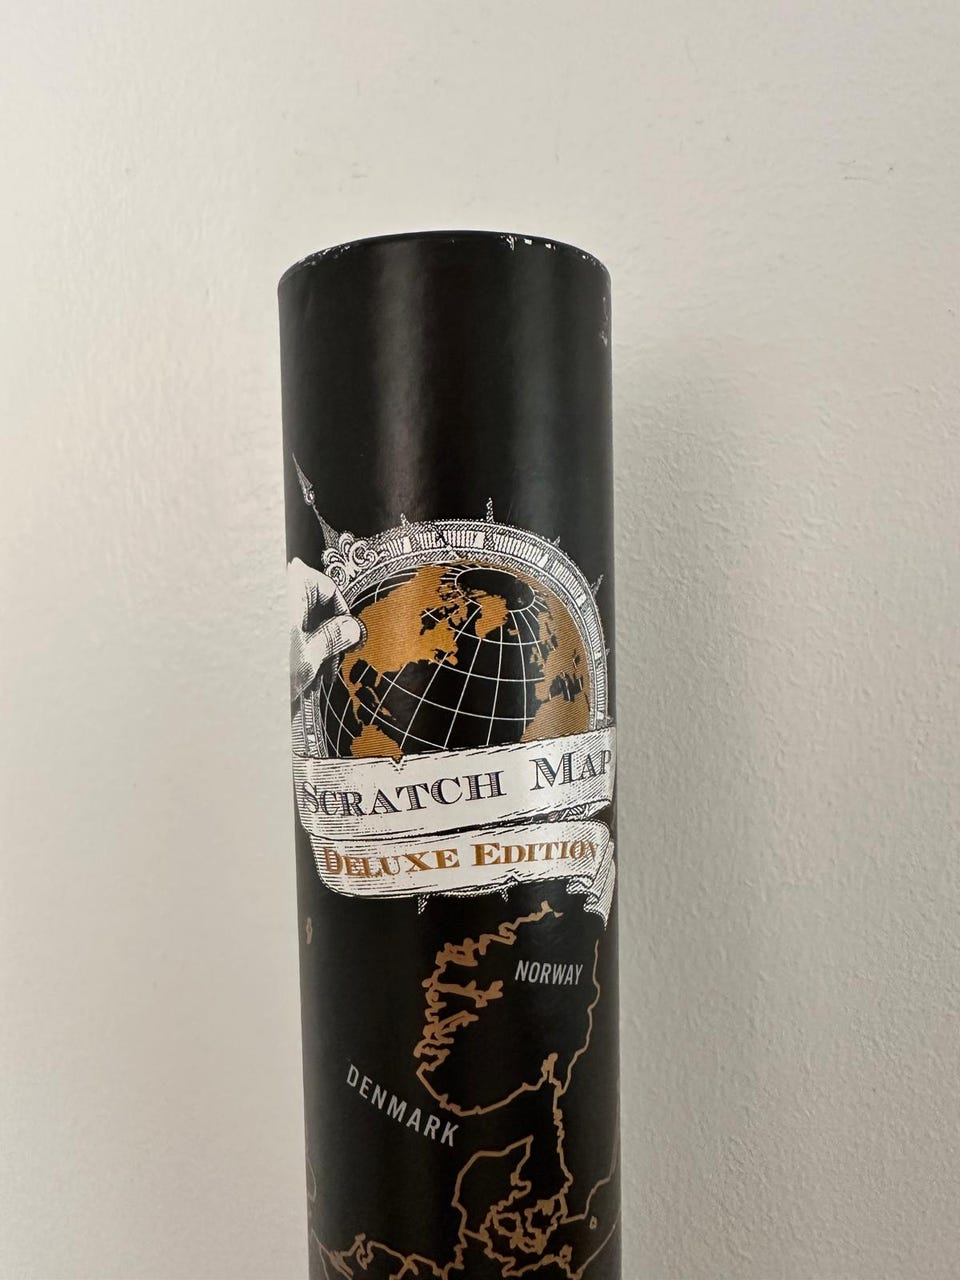 Scratch Map
Deluxe Edition
NORWAY
DENMARK